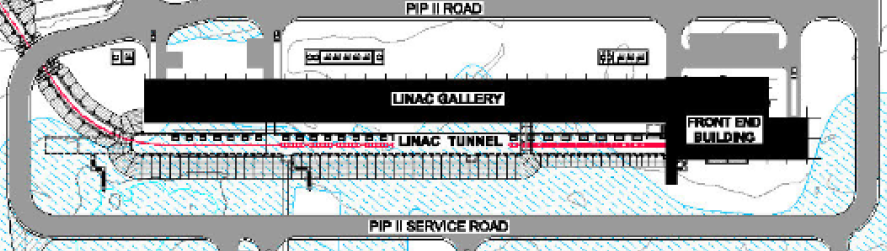 PIP II ROAD
LINAC GALLERY
FRONT END
BUILDING
LINAC TUNNEL
PIP II SERVICE ROAD